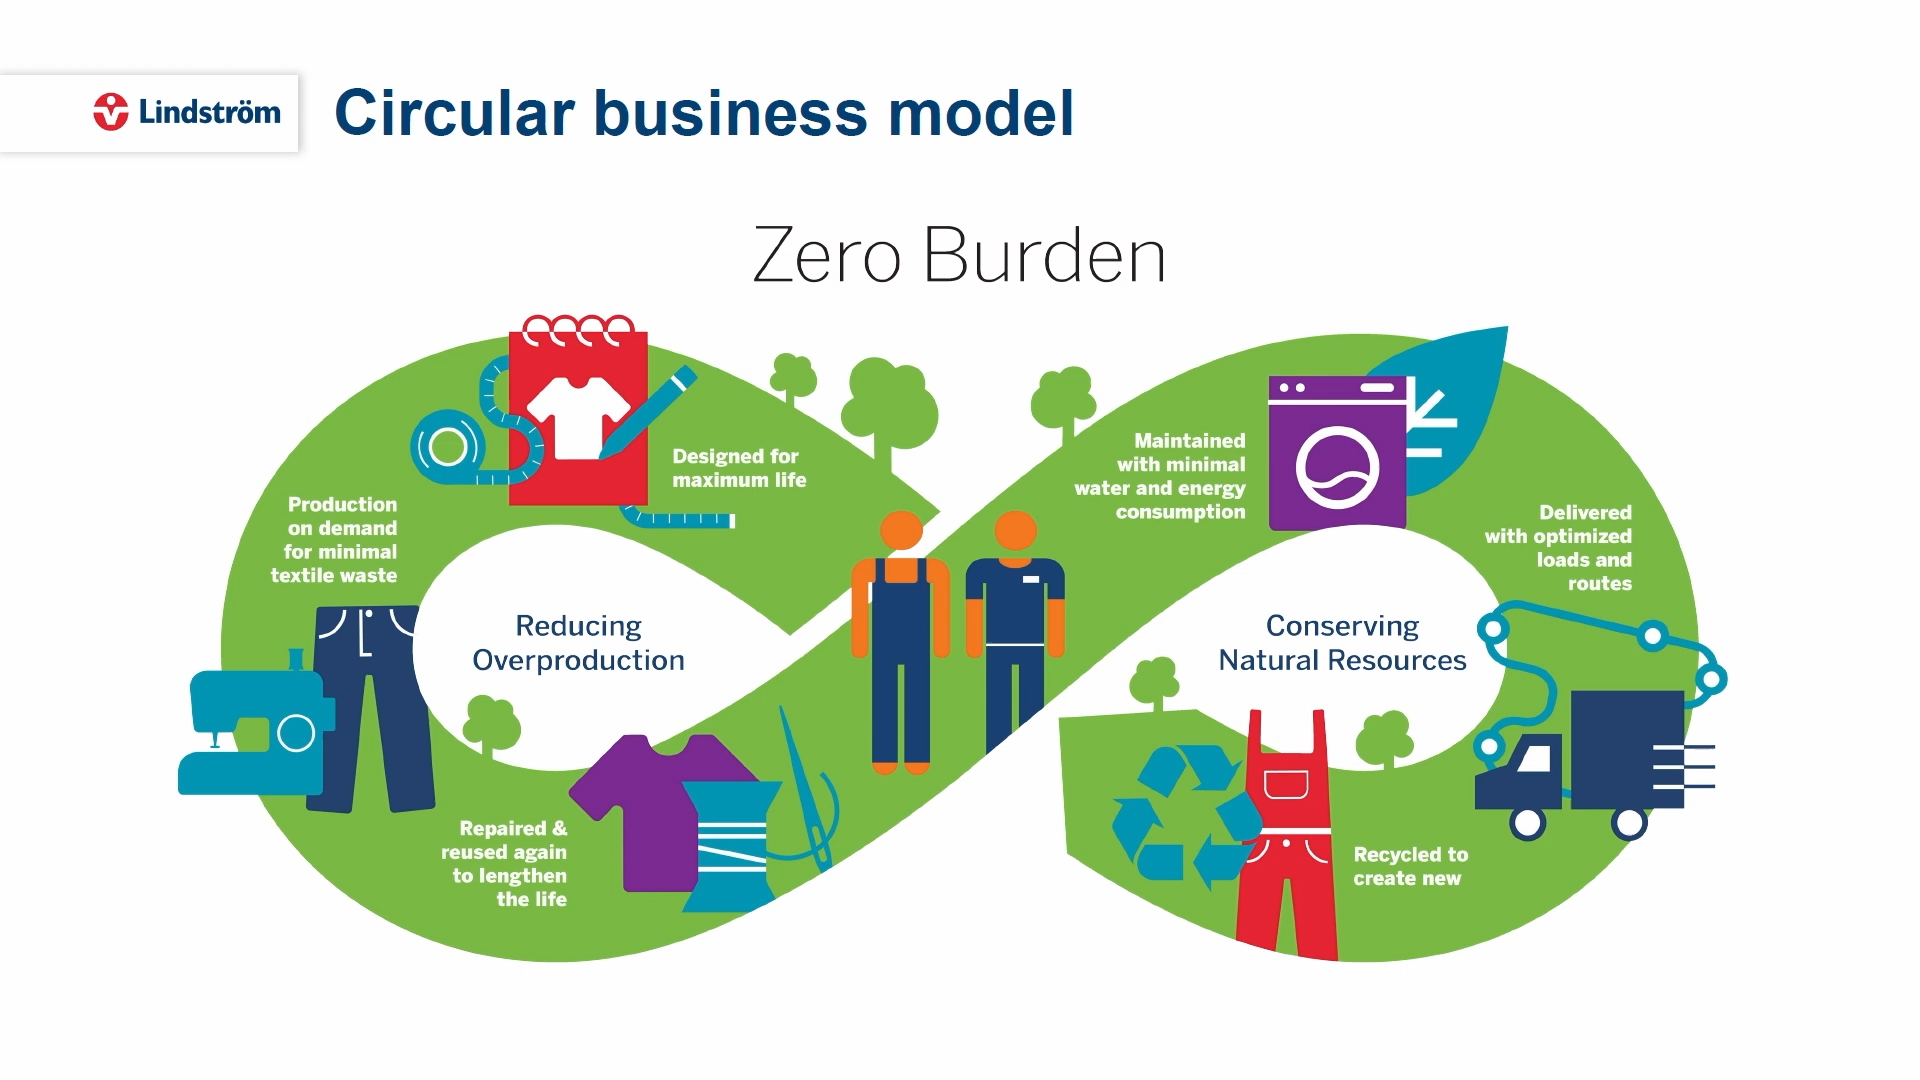 Lindström
Circular business model
Zero Burden
Designed for
maximum life
Production
on demand
for minimal
textile waste
Reducing
Overproduction
Repaired &
reused again
to lengthen
the life
Maintained
with minimal
water and energy
consumption
Delivered
with optimized
loads and
routes
Conserving
Natural Resources
Recycled to
create new